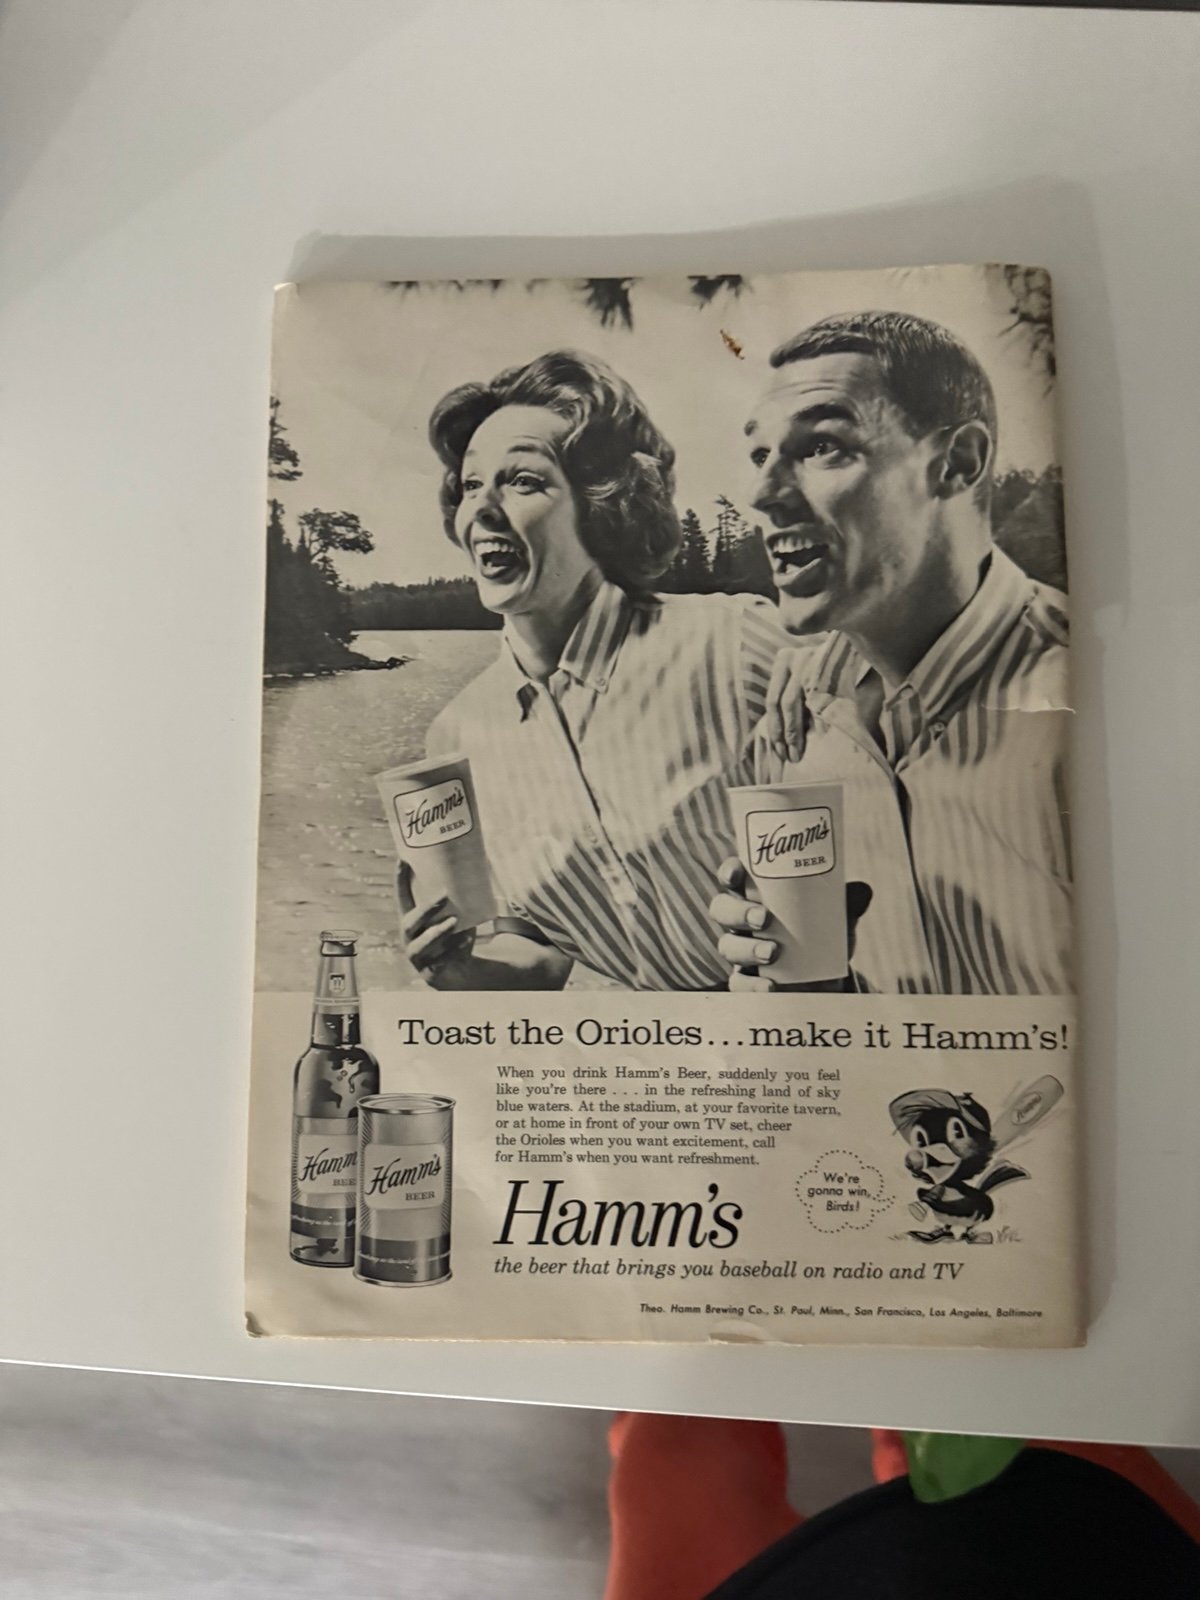 Hamm's
BEER
Hamm's
BEER
Toast the Orioles...make it Hamm's!
When you drink Hamm's Beer, suddenly you feel
like you're there . . . in the refreshing land of sky
blue waters. At the stadium, at your favorite tavern,
or at home in front of your own TV set, cheer
the Orioles when you want excitement, call
for Hamm's when you want refreshment.
Hamm
BEE
Hamm's
BEER
Hamm's
We're
gonna win,
Birds!
Hamm's
the beer that brings you baseball on radio and TV
Theo. Hamm Brewing Co., St. Paul, Minn., San Francisco, Los Angeles, Baltimore